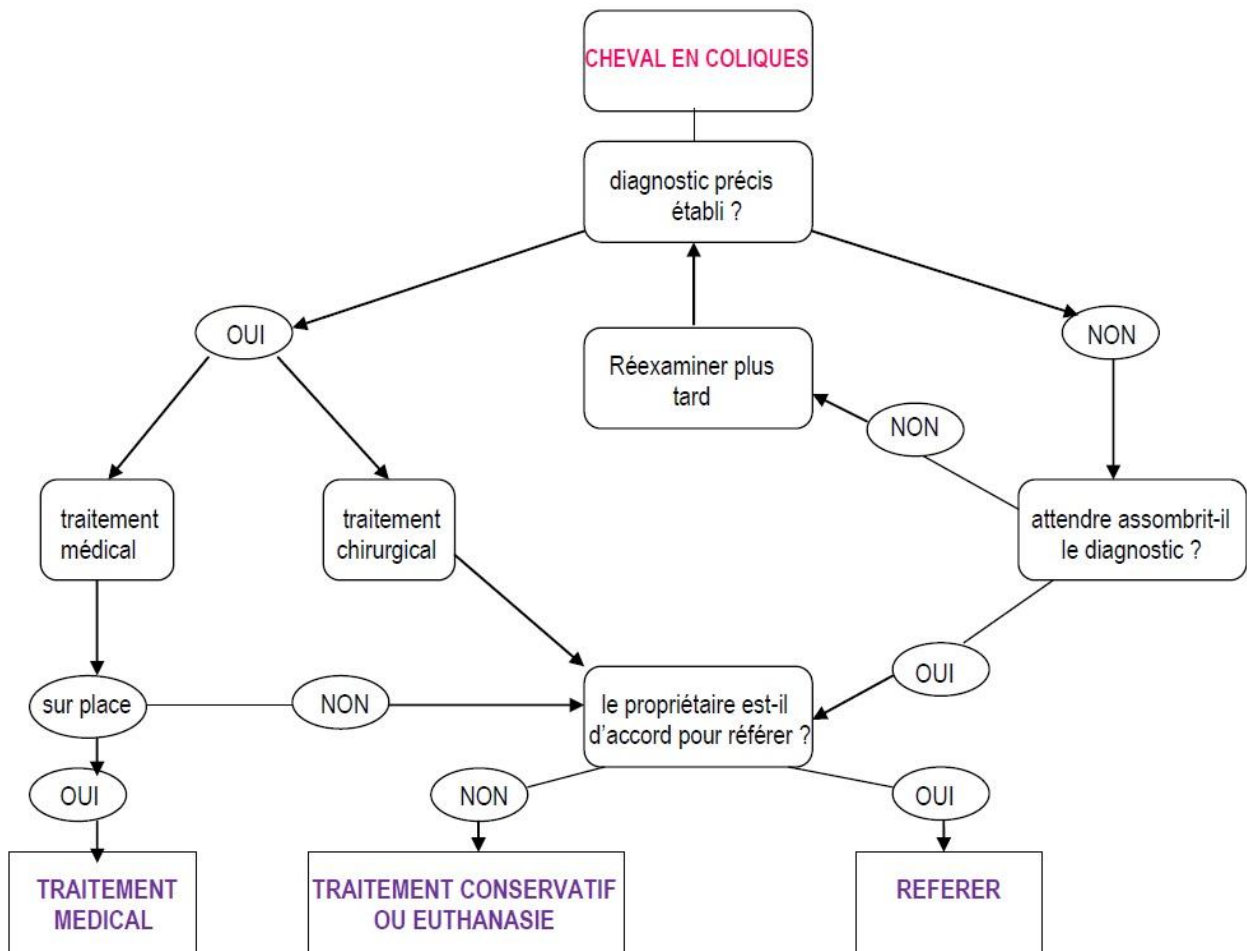 CHEVAL EN COLIQUES
diagnostic précis
établi ?
OUI
NON
Réexaminer plus
tard
NON
traitement
médical
traitement
chirurgical
attendre assombrit-il
le diagnostic ?
OUI
sur place
NON
le propriétaire est-il
d'accord pour référer ?
OUI
NON
OUI
TRAITEMENT
MEDICAL
TRAITEMENT CONSERVATIF
OU EUTHANASIE
REFERER